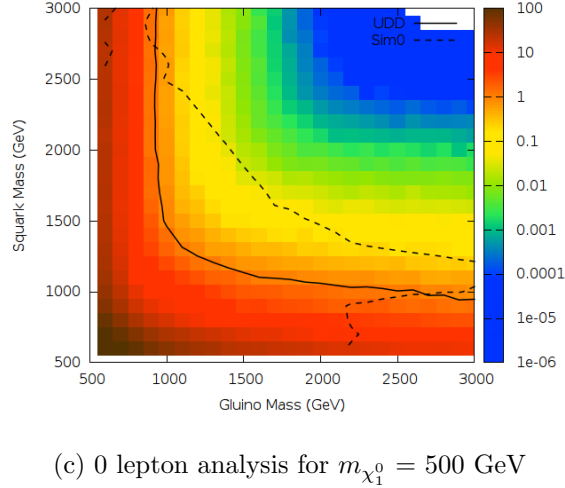 UDD
Sim0
Squark Mass (GeV)
3000
2500
2000
1500
1000
500
500 1000 1500 2000 2500 3000
Gluino Mass (GeV)
100
10
1
0.1
0.01
0.001
0.0001
1e-05
1e-06
(c) 0 lepton analysis for m_{χ_1^0} = 500 GeV